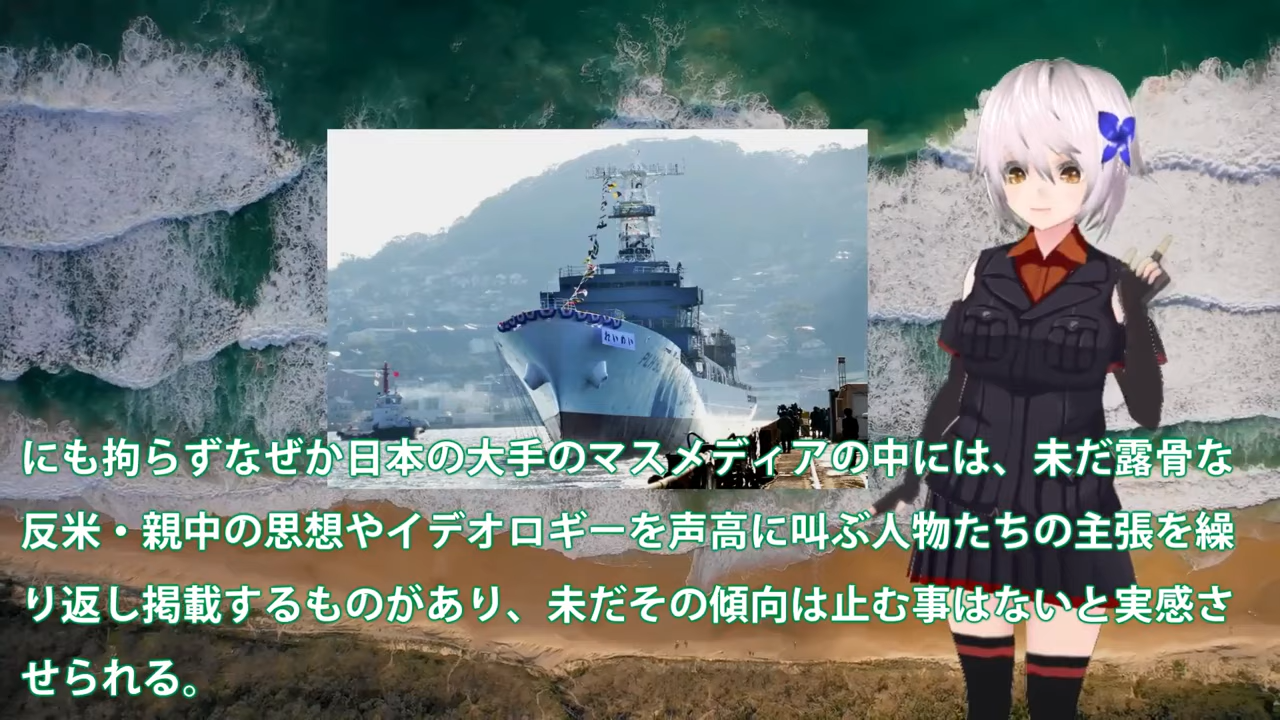 れいめい
にも拘らずなぜか日本の大手のマスメディアの中には、未だ露骨な
反米・親中の思想やイデオロギーを声高に叫ぶ人物たちの主張を繰
り返し掲載するものがあり、未だその傾向は止む事はないと実感さ
せられる。